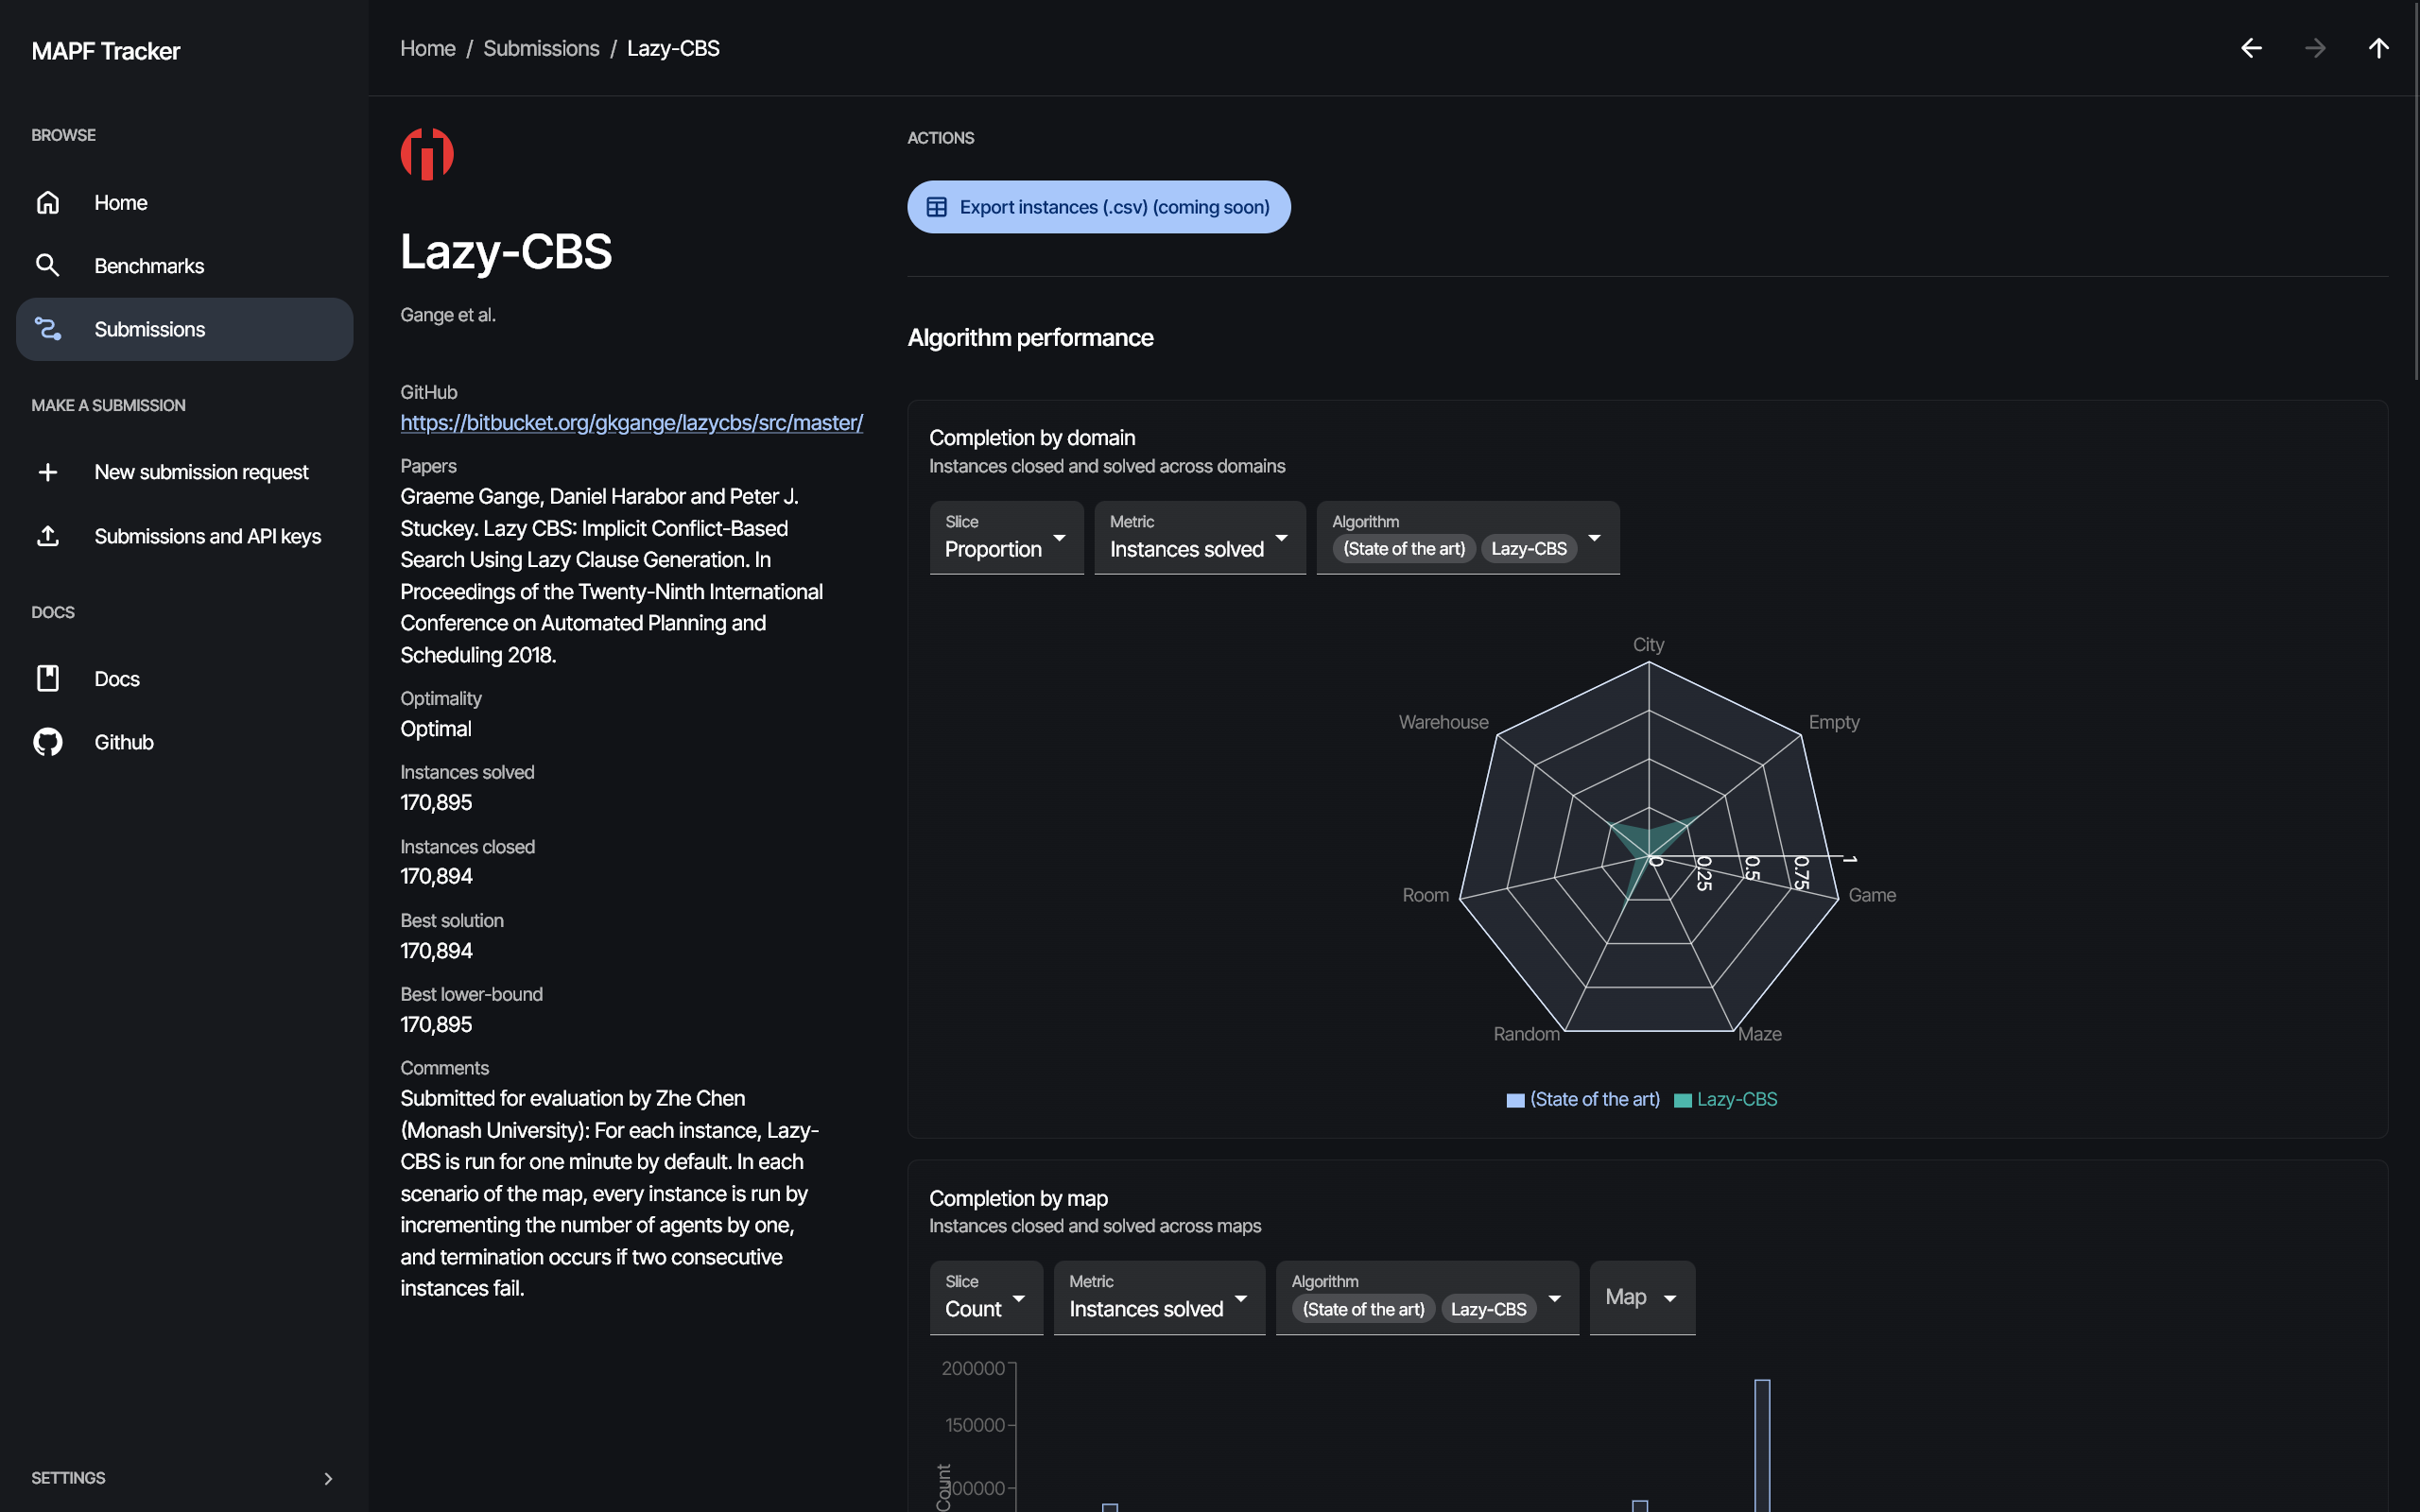 MAPF Tracker
BROWSE
Home
Benchmarks
Submissions
MAKE A SUBMISSION
New submission request
Submissions and API keys
DOCS
Docs
Github
SETTINGS
Home / Submissions / Lazy-CBS
Lazy-CBS
Gange et al.
GitHub
https://bitbucket.org/gkgange/lazycbs/src/master/
Papers
Graeme Gange, Daniel Harabor and Peter J.
Stuckey. Lazy CBS: Implicit Conflict-Based
Search Using Lazy Clause Generation. In
Proceedings of the Twenty-Ninth International
Conference on Automated Planning and
Scheduling 2018.
Optimality
Optimal
Instances solved
170,895
Instances closed
170,894
Best solution
170,894
Best lower-bound
170,895
Comments
Submitted for evaluation by Zhe Chen
(Monash University): For each instance, Lazy-
CBS is run for one minute by default. In each
scenario of the map, every instance is run by
incrementing the number of agents by one,
and termination occurs if two consecutive
instances fail.
ACTIONS
Export instances (.csv) (coming soon)
Algorithm performance
Completion by domain
Instances closed and solved across domains
Slice
Proportion
Metric
Instances solved
Algorithm
(State of the art) Lazy-CBS
City
Warehouse
Empty
0 0.25 0.5 0.75 1
Room
Game
Random
Maze
(State of the art) Lazy-CBS
Completion by map
Instances closed and solved across maps
Slice
Count
Metric
Instances solved
Algorithm
(State of the art) Lazy-CBS
Map
200000
150000
Count